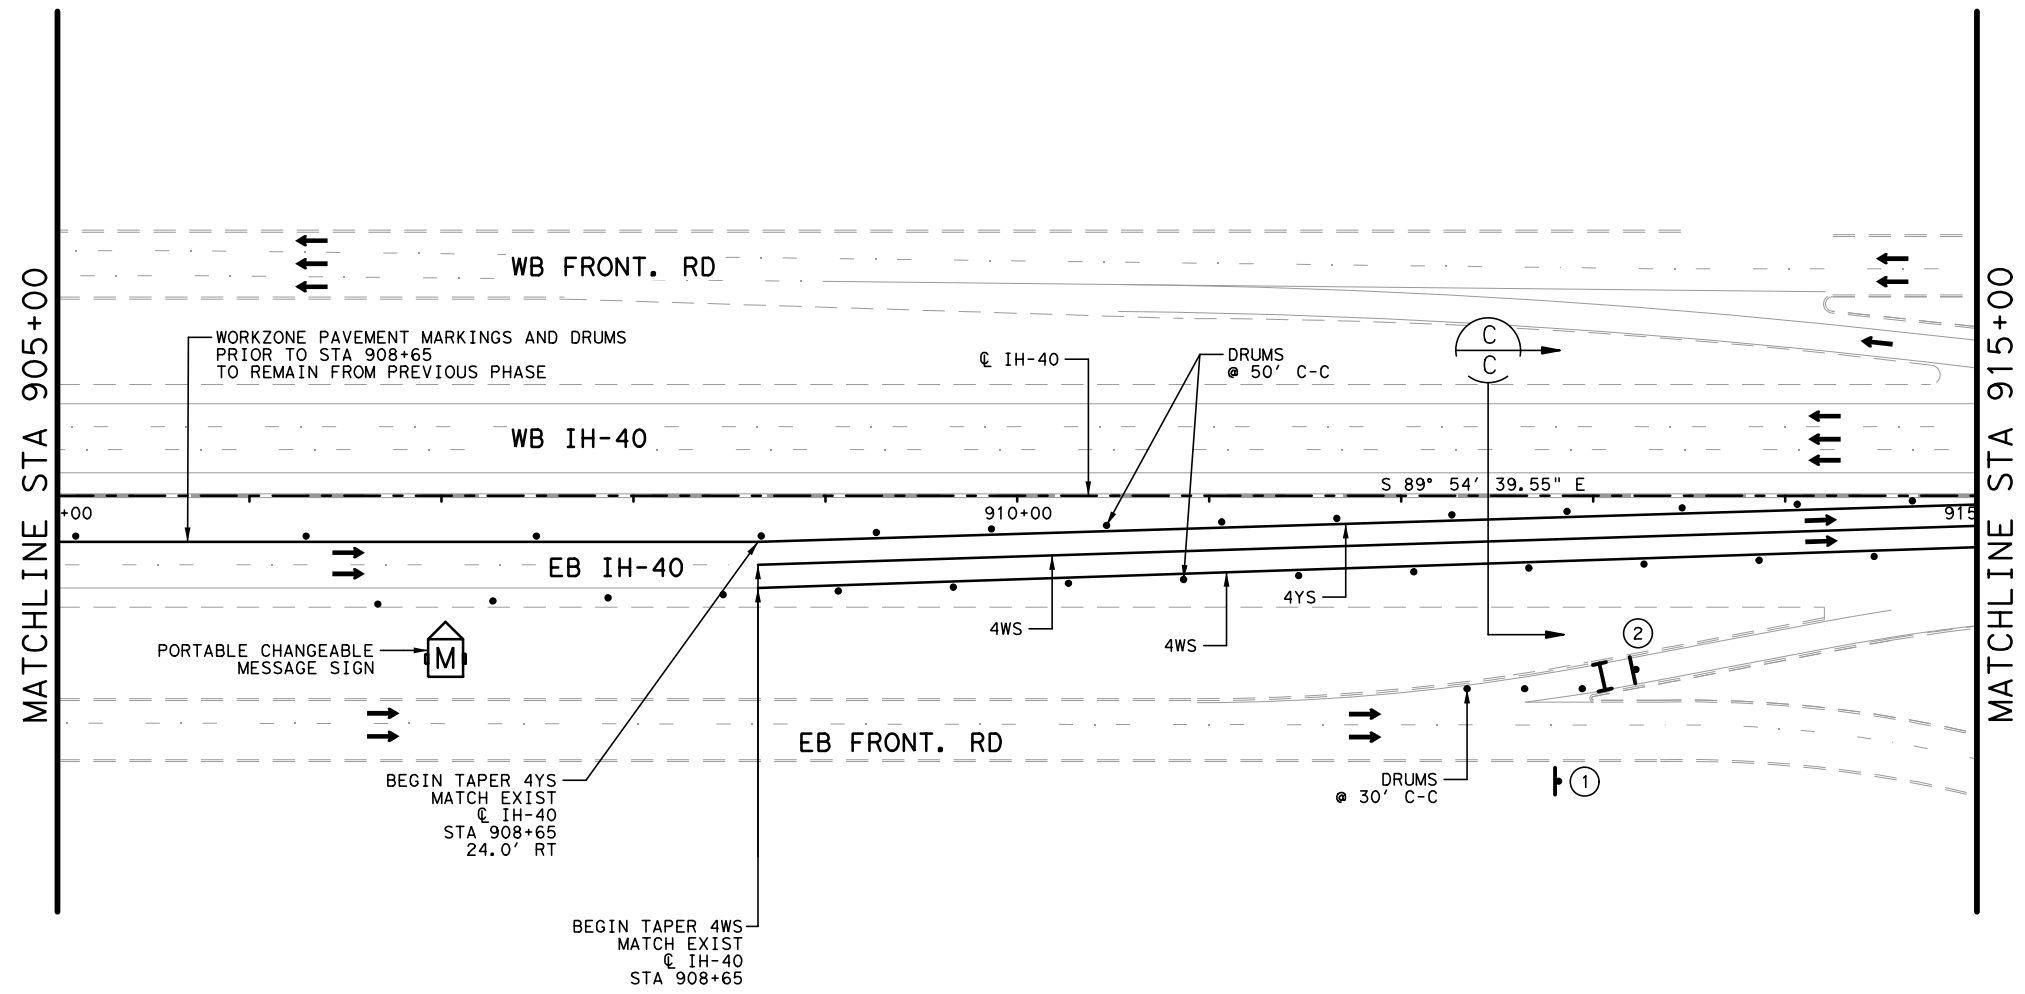 MATCHLINE STA 905+00
WB FRONT. RD
WORKZONE PAVEMENT MARKINGS AND DRUMS
PRIOR TO STA 908+65
TO REMAIN FROM PREVIOUS PHASE
℄ IH-40
DRUMS
@ 50' C-C
C
C
WB IH-40
S 89° 54' 39.55" E
+00
910+00
915
EB IH-40
4YS
4WS
4WS
PORTABLE CHANGEABLE
MESSAGE SIGN
M
2
EB FRONT. RD
DRUMS
@ 30' C-C
1
BEGIN TAPER 4YS
MATCH EXIST
℄ IH-40
STA 908+65
24.0' RT
BEGIN TAPER 4WS
MATCH EXIST
℄ IH-40
STA 908+65
MATCHLINE STA 915+00